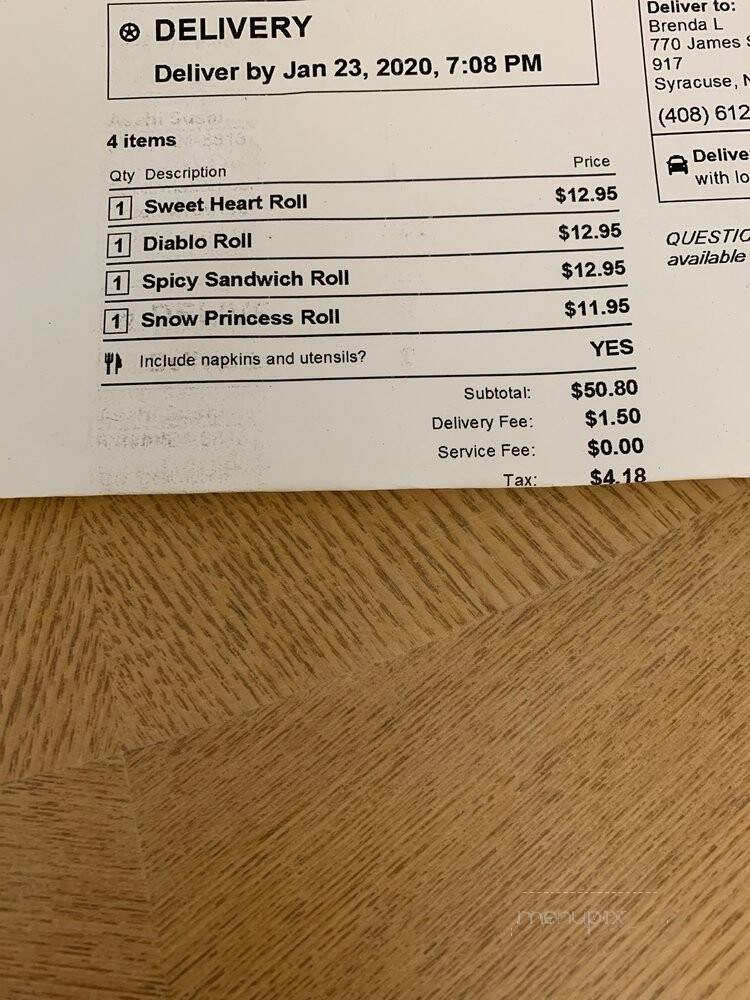 DELIVERY
Deliver by Jan 23, 2020, 7:08 PM
Deliver to:
Brenda L
770 James
917
Syracuse,
(408) 612
with lo
available
Asahi Sushi
4 items
Qty Description Price
1 Sweet Heart Roll $12.95
1 Diablo Roll $12.95
1 Spicy Sandwich Roll $12.95
1 Snow Princess Roll $11.95
Include napkins and utensils? YES
Subtotal: $50.80
Delivery Fee: $1.50
Service Fee: $0.00
Tax: $4.18
menupix